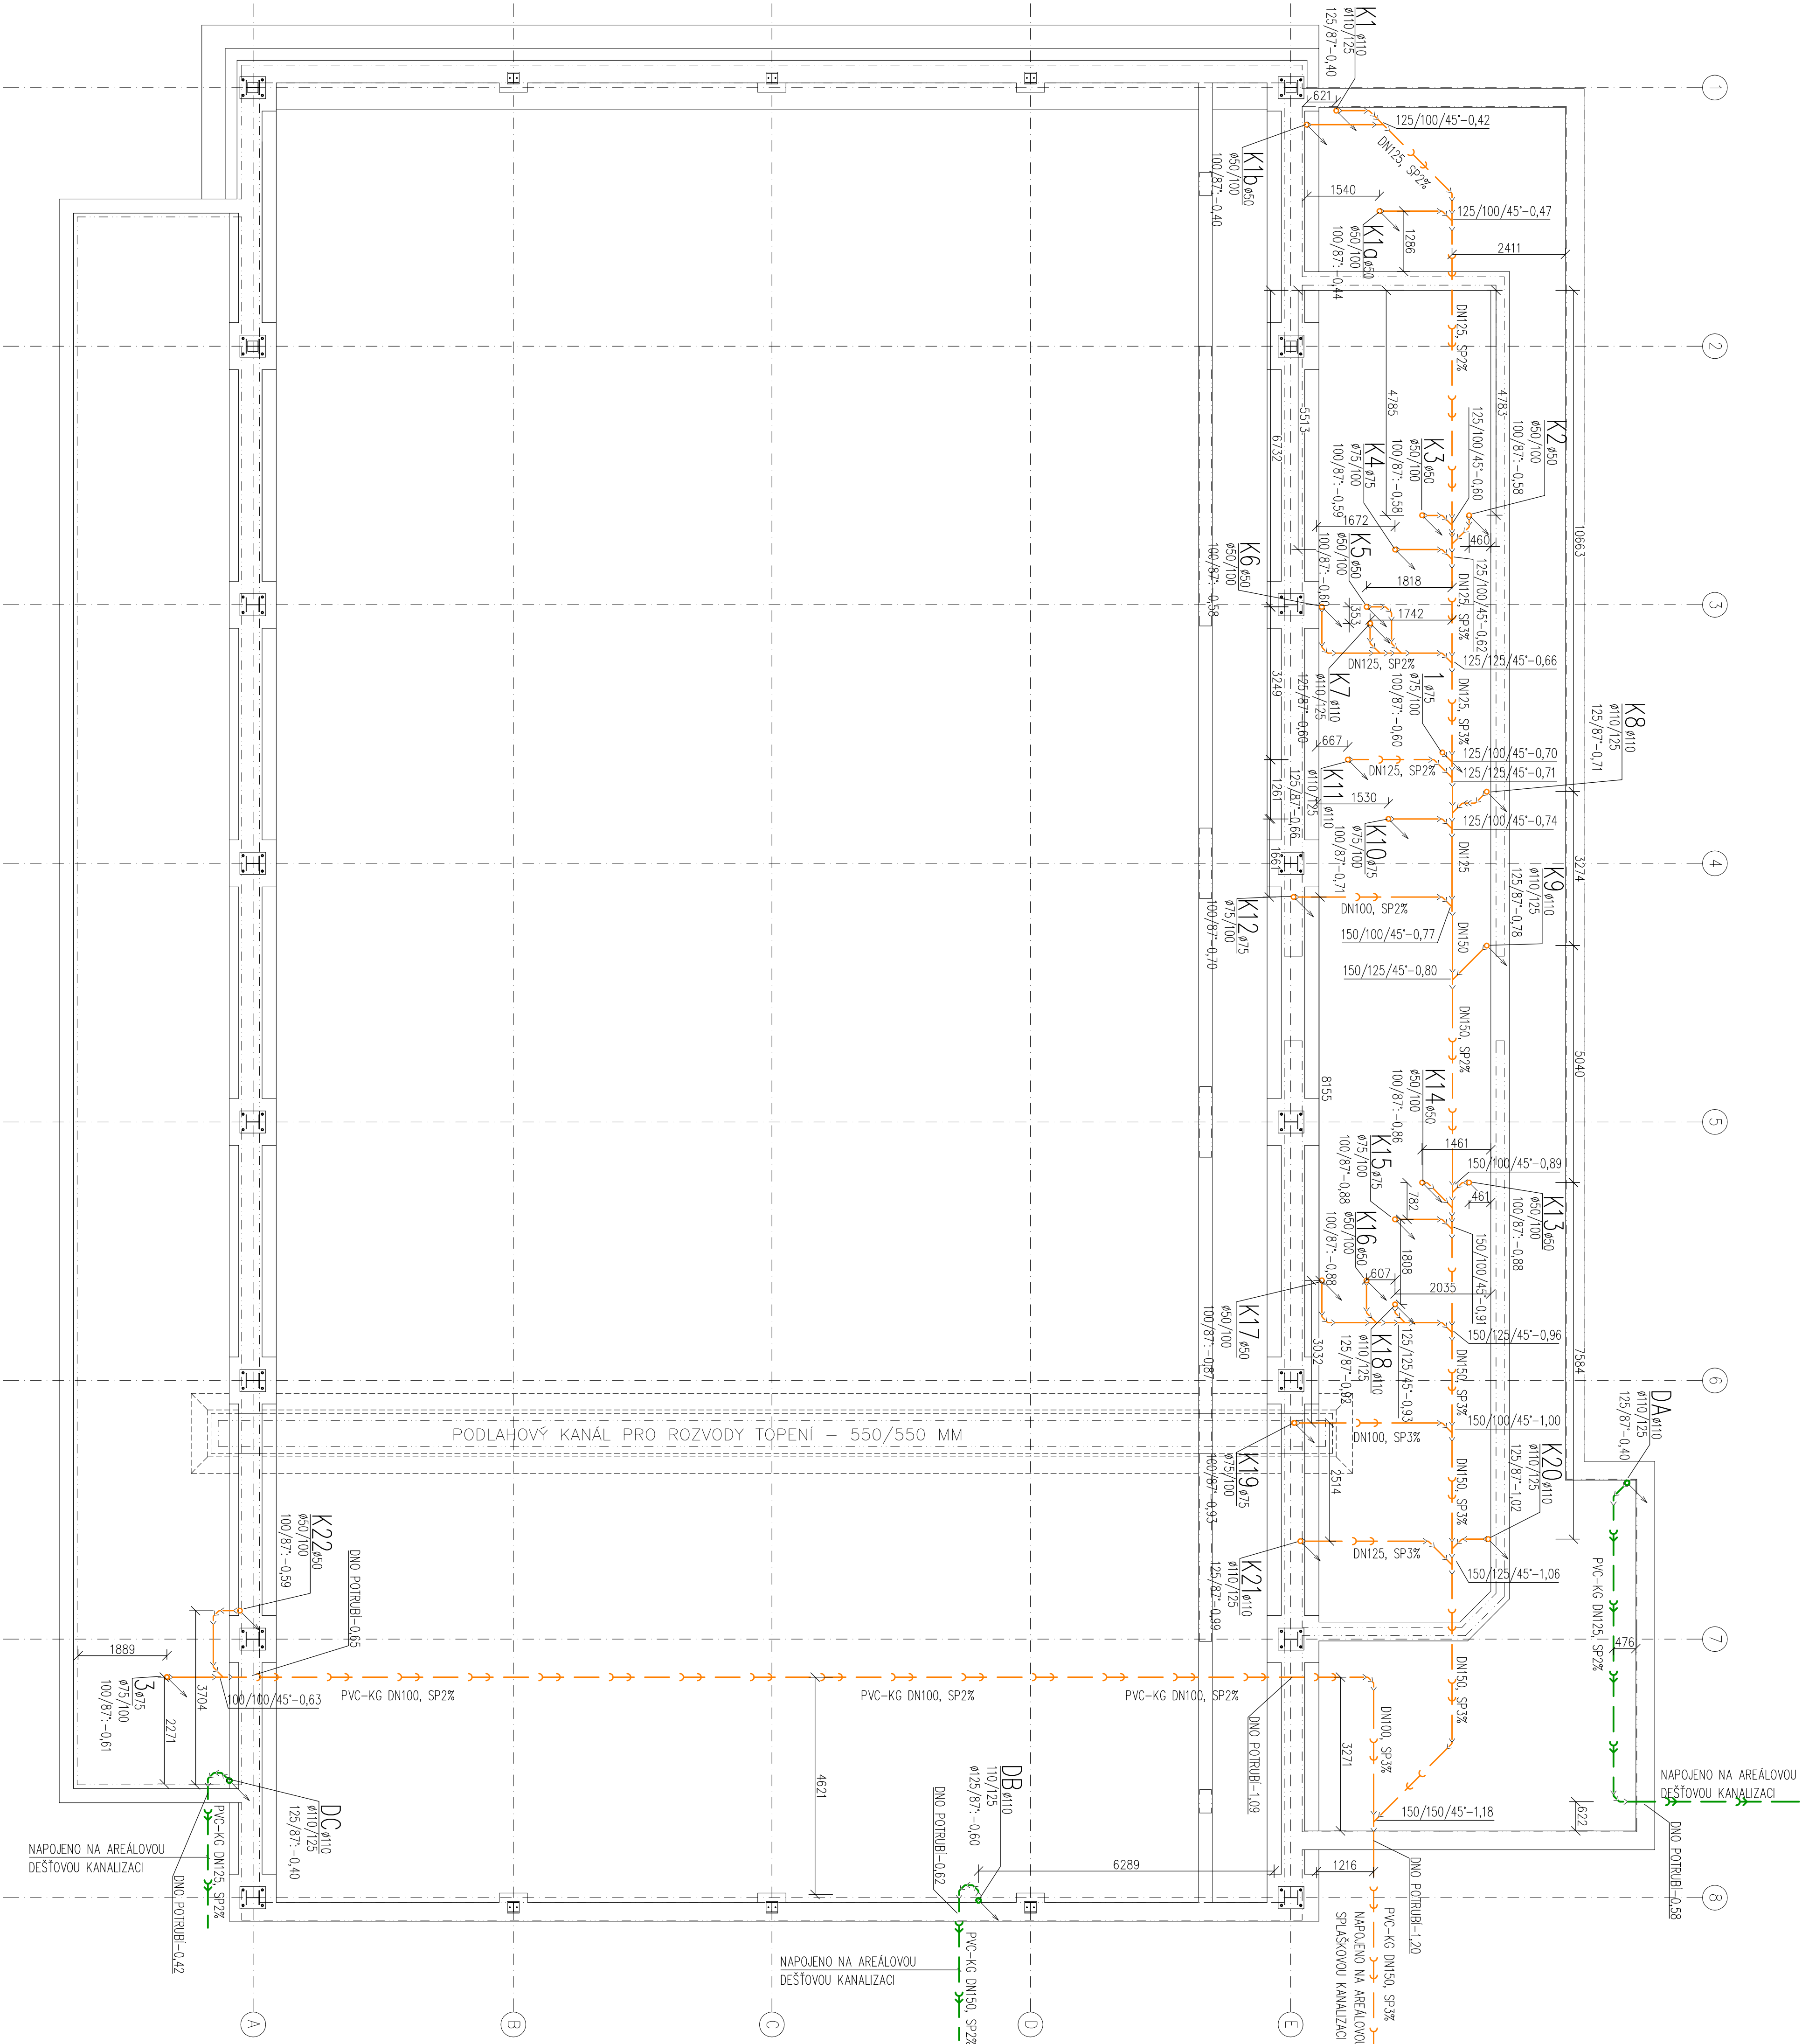 K1 ø110
ø110/125
125/87°-0,40
621
125/100/45°-0,42
DN125, SP2%
K1b ø50
ø50/100
100/87°:-0,40
1540
125/100/45°-0,47
1286
K1a ø50
ø50/100
100/87°:-0,44
2411
1
DN125, SP2%
2
4785
4783
5513
6732
125/100/45°-0,60
K2 ø50
ø50/100
100/87°:-0,58
K3 ø50
ø50/100
100/87°:-0,58
K4 ø75
ø75/100
100/87°:-0,59
10663
460
1672
125/100/45°-0,62
K5 ø50
ø50/100
100/87°:-0,60
K6 ø50
ø50/100
100/87°:-0,58
1818
DN125, SP3%
353
1742
3
125/125/45°-0,66
DN125, SP2%
K7 ø110
ø110/125
125/87°-0,60
3249
1 ø75
ø75/100
100/87°:-0,60
DN125, SP3%
K8 ø110
ø110/125
125/87°-0,71
125/100/45°-0,70
125/125/45°-0,71
667
DN125, SP2%
K11 ø110
ø110/125
125/87°-0,66
1261
1530
125/100/45°-0,74
K10 ø75
ø75/100
100/87°-0,71
1661
DN125
3274
4
K9 ø110
ø110/125
125/87°-0,78
K12 ø75
ø75/100
100/87°-0,70
DN100, SP2%
150/100/45°-0,77
DN150
150/125/45°-0,80
DN150, SP2%
5040
8155
K14 ø50
ø50/100
100/87°:-0,86
5
1461
150/100/45°-0,89
K15 ø75
ø75/100
100/87°-0,88
782
461
K13 ø50
ø50/100
100/87°:-0,88
K16 ø50
ø50/100
100/87°:-0,88
1808
150/100/45°-0,91
607
2035
K17 ø50
ø50/100
100/87°:-0,87
3032
K18 ø110
ø110/125
125/87°-0,92
125/125/45°-0,93
150/125/45°-0,96
DN150, SP3%
7584
6
DA ø110
ø110/125
125/87°-0,40
PODLAHOVÝ KANÁL PRO ROZVODY TOPENÍ – 550/550 MM
150/100/45°-1,00
DN100, SP3%
K19 ø75
ø75/100
100/87°-0,93
2514
DN150, SP3%
K20 ø110
ø110/125
125/87°-1,02
K21 ø110
ø110/125
125/87°-0,99
DN125, SP3%
150/125/45°-1,06
PVC-KG DN125, SP2%
476
K22 ø50
ø50/100
100/87°:-0,59
DNO POTRUBÍ-0,65
7
1889
3704
3 ø75
ø75/100
100/87°:-0,61
2271
100/100/45°-0,63
PVC-KG DN100, SP2%
PVC-KG DN100, SP2%
PVC-KG DN100, SP2%
DNO POTRUBÍ-1,09
DN150, SP3%
DN100, SP3%
3271
4621
DB ø110
110/125
ø125/87°:-0,60
DNO POTRUBÍ-0,62
150/150/45°-1,18
NAPOJENO NA AREÁLOVOU
DEŠŤOVOU KANALIZACI
622
DNO POTRUBÍ-0,58
DC ø110
ø110/125
125/87°-0,40
PVC-KG DN125, SP2%
NAPOJENO NA AREÁLOVOU
DEŠŤOVOU KANALIZACI
DNO POTRUBÍ-0,42
6289
1216
DNO POTRUBÍ-1,20
8
PVC-KG DN150, SP3%
NAPOJENO NA AREÁLOVOU
SPLAŠKOVOU KANALIZACI
NAPOJENO NA AREÁLOVOU
DEŠŤOVOU KANALIZACI
PVC-KG DN150, SP2%
A
B
C
D
E